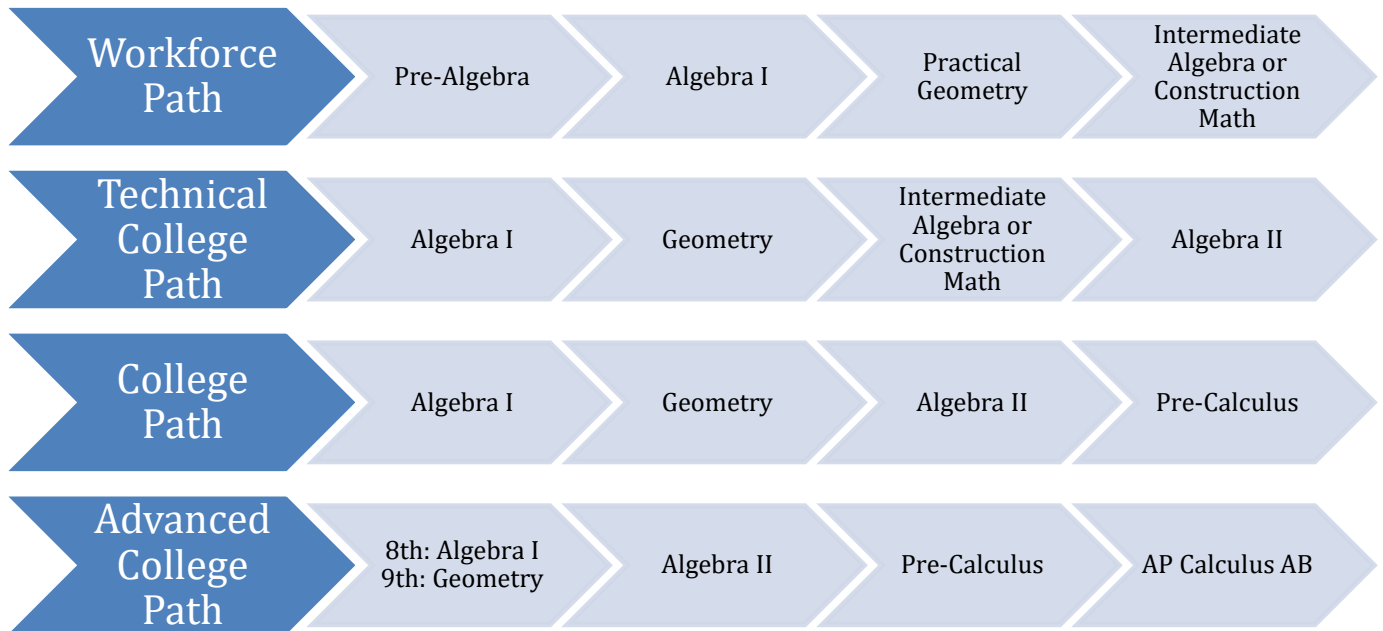 Workforce
Path
Pre-Algebra
Algebra I
Practical
Geometry
Intermediate
Algebra or
Construction
Math
Technical
College
Path
Algebra I
Geometry
Intermediate
Algebra or
Construction
Math
Algebra II
College
Path
Algebra I
Geometry
Algebra II
Pre-Calculus
Advanced
College
Path
8th: Algebra I
9th: Geometry
Algebra II
Pre-Calculus
AP Calculus AB